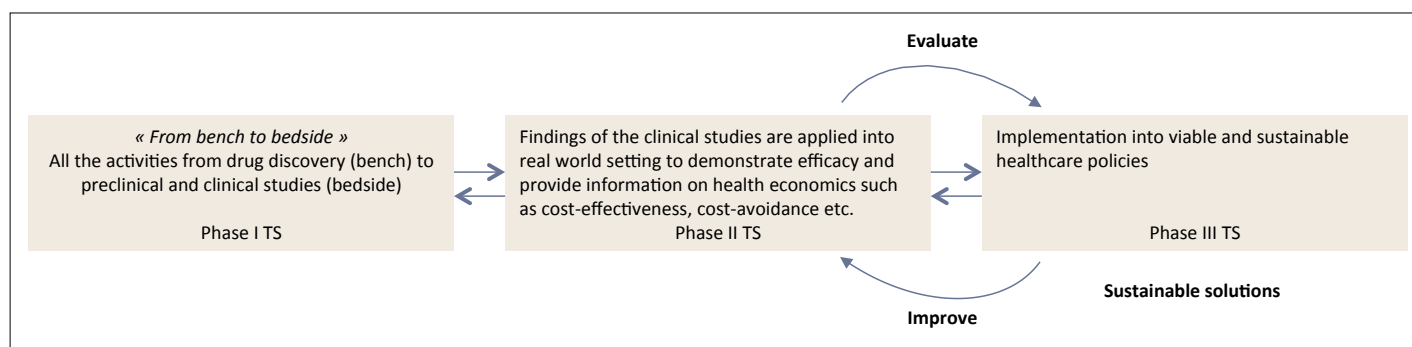 Evaluate
« From bench to bedside »
All the activities from drug discovery (bench) to
preclinical and clinical studies (bedside)
Phase I TS
Findings of the clinical studies are applied into
real world setting to demonstrate efficacy and
provide information on health economics such
as cost-effectiveness, cost-avoidance etc.
Phase II TS
Implementation into viable and sustainable
healthcare policies
Phase III TS
Sustainable solutions
Improve